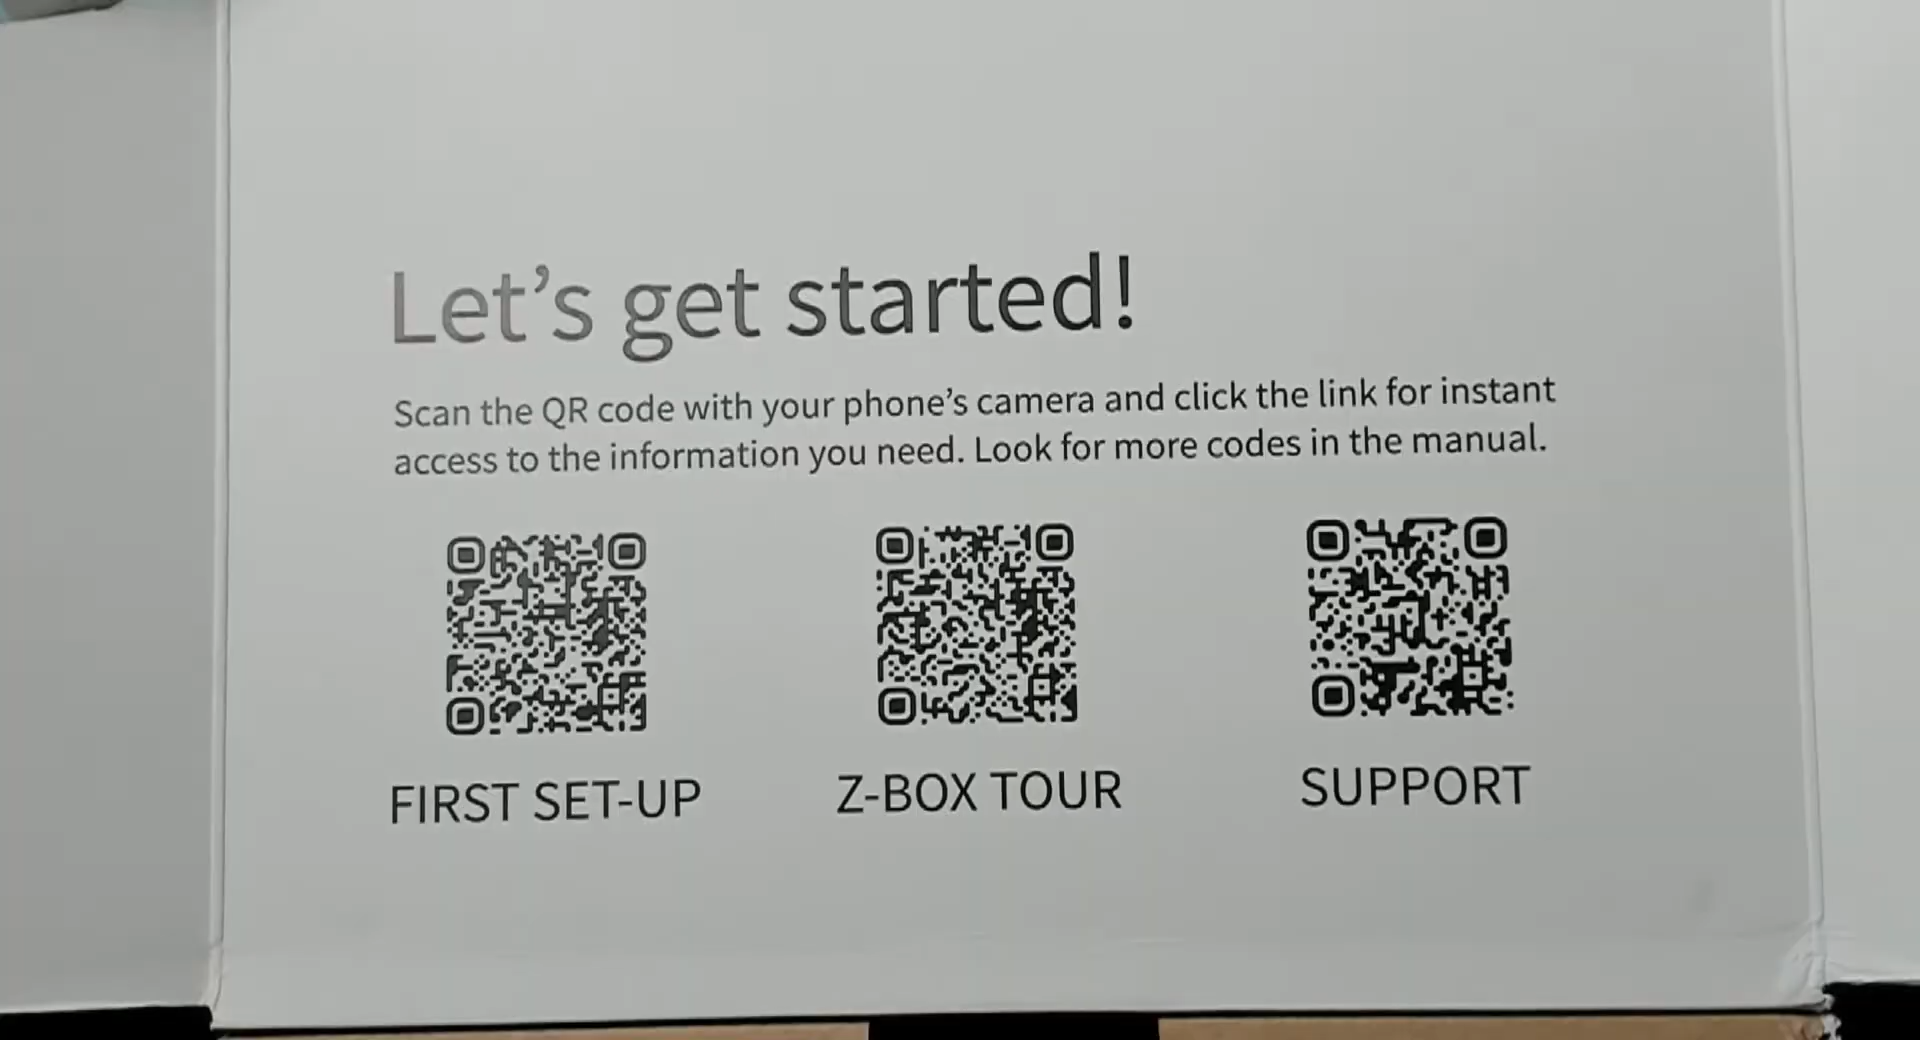 Let’s get started!
Scan the QR code with your phone’s camera and click the link for instant
access to the information you need. Look for more codes in the manual.
FIRST SET-UP
Z-BOX TOUR
SUPPORT